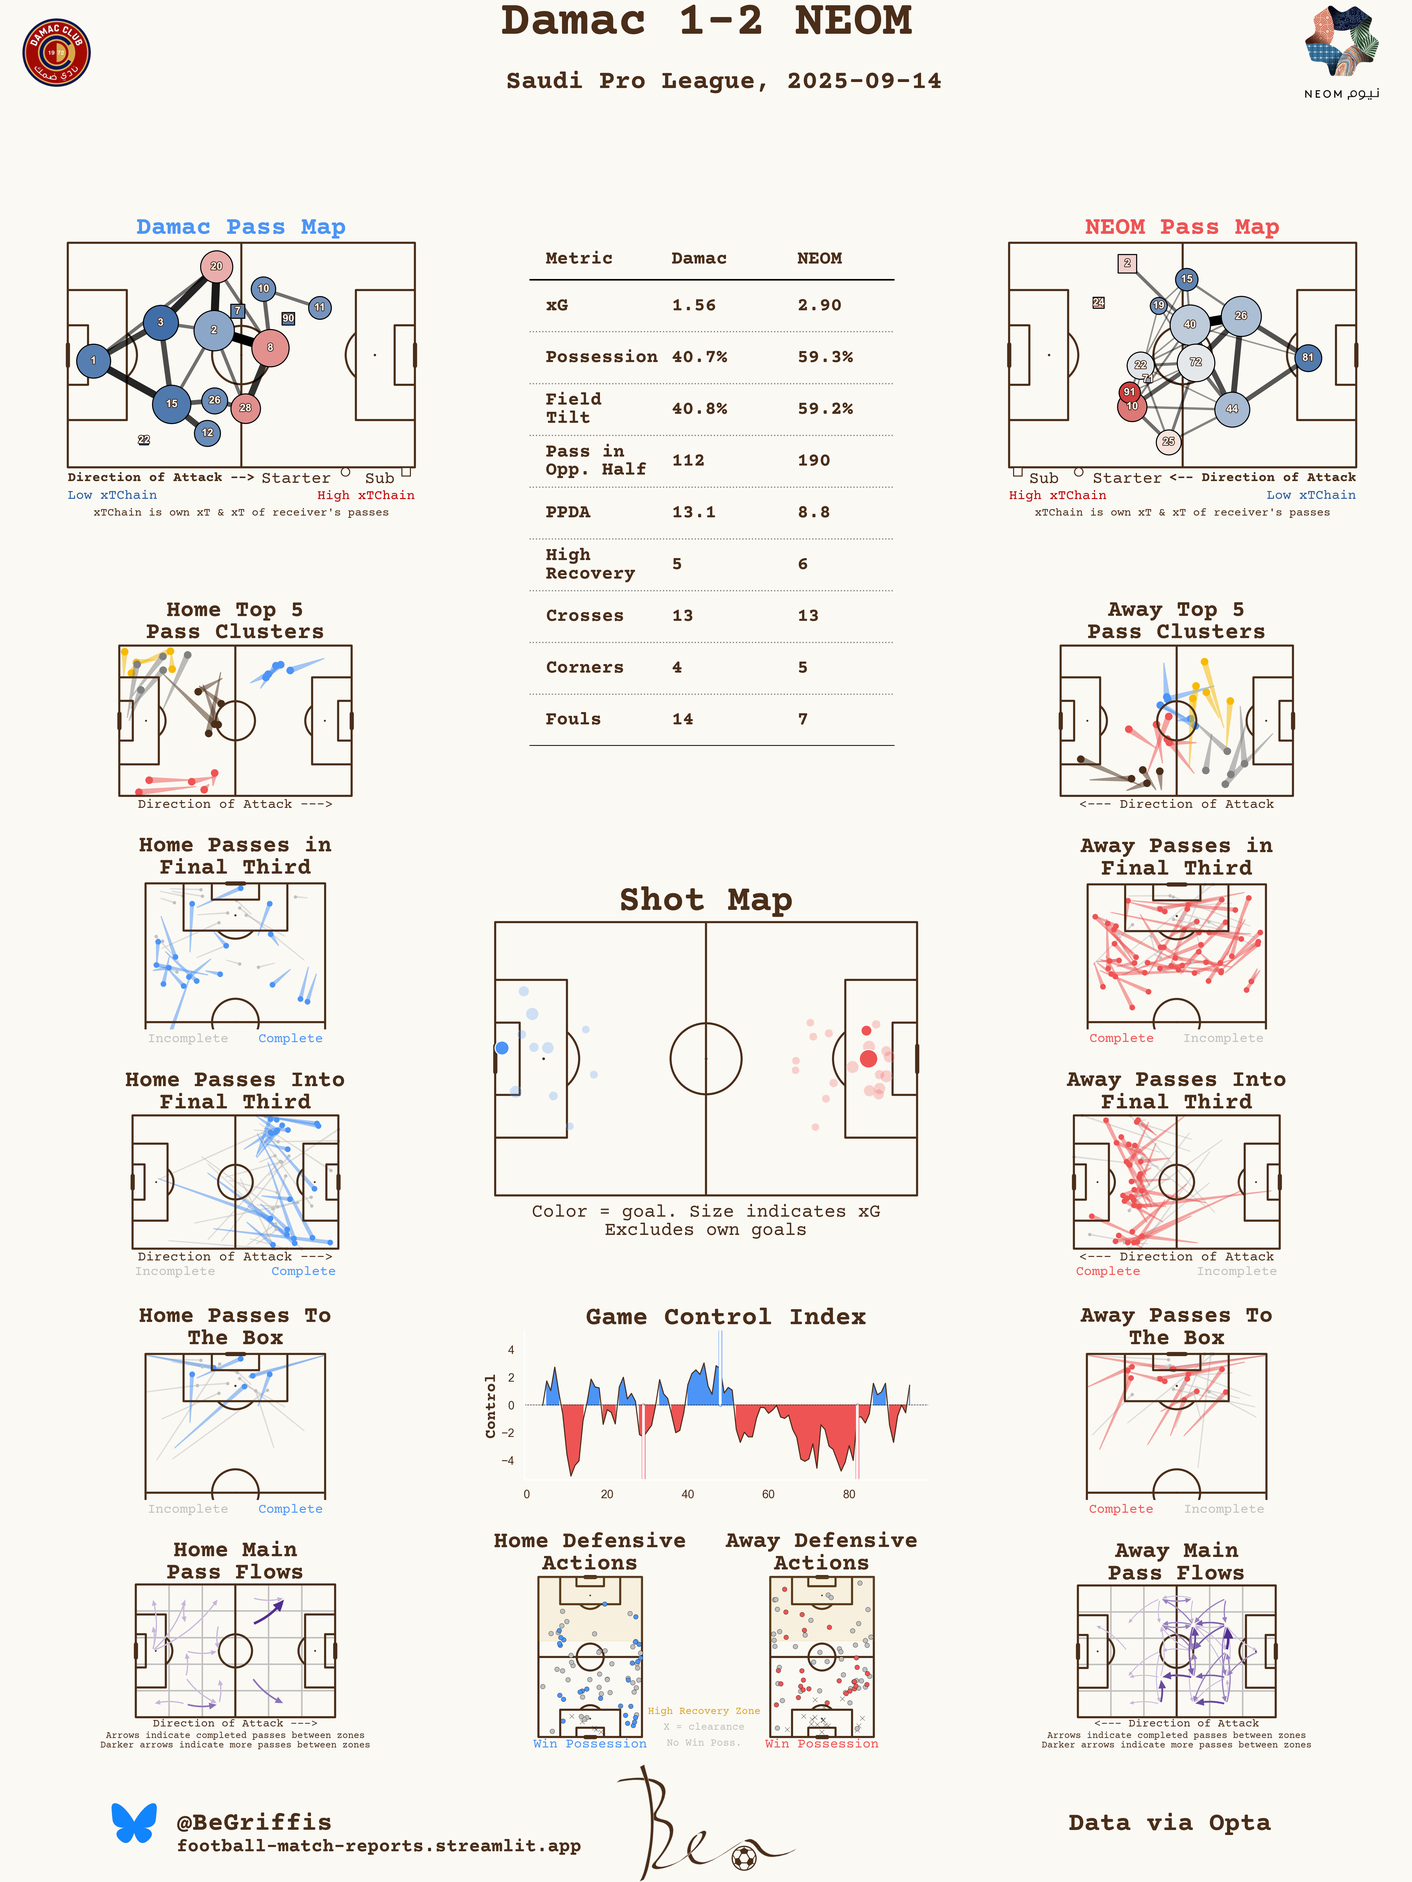 Damac 1-2 NEOM
Saudi Pro League, 2025-09-14
DAMAC CLUB
19 72
نادي ضمك
NEOM نيوم
Damac Pass Map
20
10
11
7
90
3
2
8
1
15
26
28
12
22
Direction of Attack --> Starter Sub
Low xTChain High xTChain
xTChain is own xT & xT of receiver's passes
Metric Damac NEOM
xG 1.56 2.90
Possession 40.7% 59.3%
Field
Tilt 40.8% 59.2%
Pass in
Opp. Half 112 190
PPDA 13.1 8.8
High
Recovery 5 6
Crosses 13 13
Corners 4 5
Fouls 14 7
NEOM Pass Map
2
15
24
19
40
26
22
72
81
71
91
10
44
25
Sub Starter <-- Direction of Attack
High xTChain Low xTChain
xTChain is own xT & xT of receiver's passes
Home Top 5
Pass Clusters
Direction of Attack --->
Away Top 5
Pass Clusters
<--- Direction of Attack
Home Passes in
Final Third
Incomplete Complete
Away Passes in
Final Third
Complete Incomplete
Shot Map
Color = goal. Size indicates xG
Excludes own goals
Home Passes Into
Final Third
Direction of Attack --->
Incomplete Complete
Away Passes Into
Final Third
<--- Direction of Attack
Complete Incomplete
Home Passes To
The Box
Incomplete Complete
Game Control Index
Control
4
2
0
−2
−4
0 20 40 60 80
Away Passes To
The Box
Complete Incomplete
Home Main
Pass Flows
Direction of Attack --->
Arrows indicate completed passes between zones
Darker arrows indicate more passes between zones
Home Defensive
Actions
Win Possession
Away Defensive
Actions
Win Possession
High Recovery Zone
X = clearance
No Win Poss.
Away Main
Pass Flows
<--- Direction of Attack
Arrows indicate completed passes between zones
Darker arrows indicate more passes between zones
@BeGriffis
football-match-reports.streamlit.app
Ben
Data via Opta